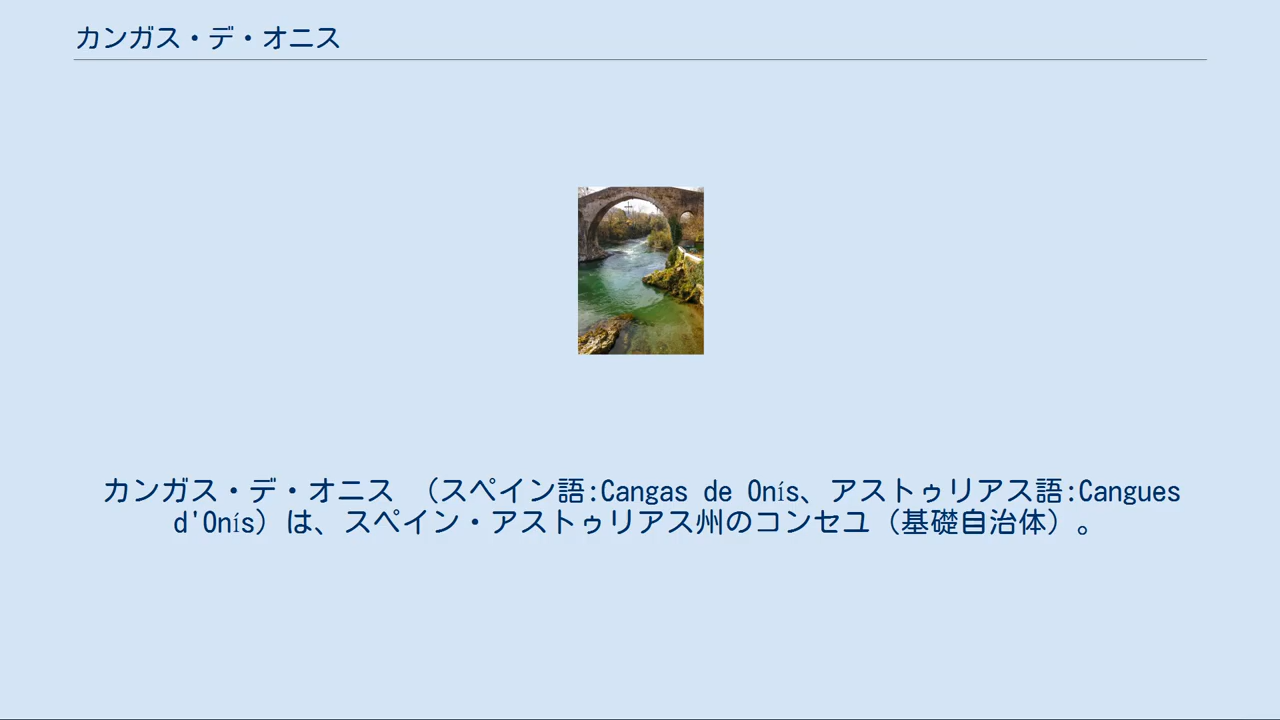 カンガス・デ・オニス
カンガス・デ・オニス （スペイン語:Cangas de Onís、アストゥリアス語:Cangues
d'Onís）は、スペイン・アストゥリアス州のコンセユ（基礎自治体）。